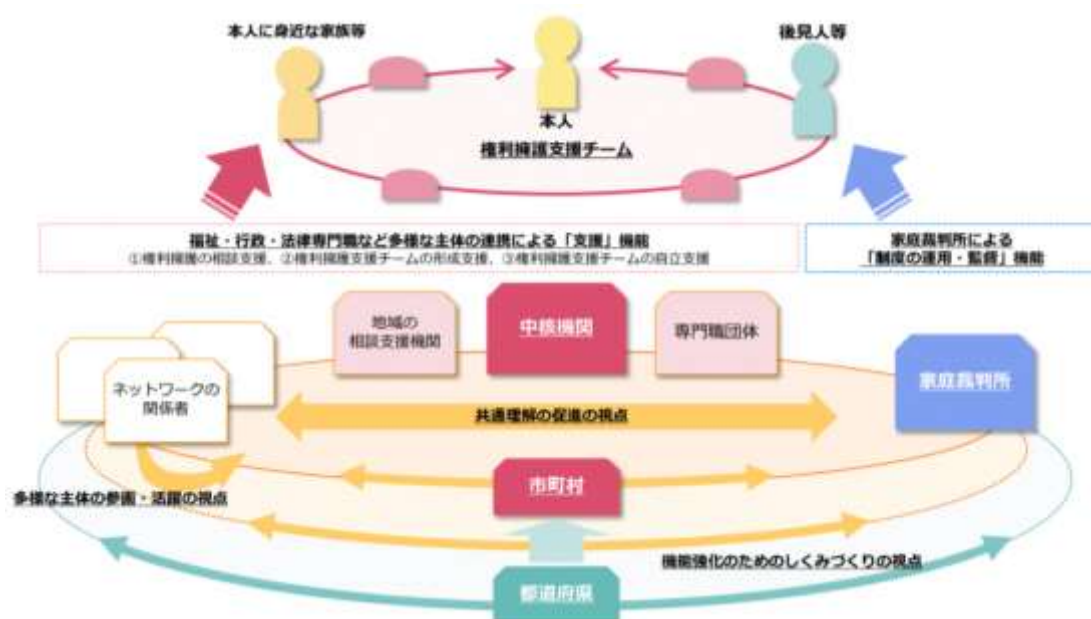 本人に身近な家族等
後見人等
本人
権利擁護支援チーム
福祉・行政・法律専門職など多様な主体の連携による「支援」機能
①権利擁護の相談支援、②権利擁護支援チームの形成支援、③権利擁護支援チームの自立支援
家庭裁判所による
「制度の運用・監督」機能
地域の
相談支援機関
中核機関
専門職団体
家庭裁判所
ネットワークの
関係者
共通理解の促進の視点
市町村
多様な主体の参画・活躍の視点
機能強化のためのしくみづくりの視点
都道府県